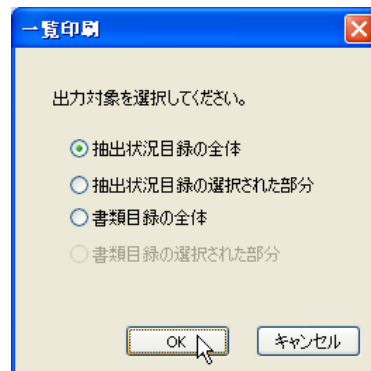 一覧印刷
出力対象を選択してください。
抽出状況目録の全体
抽出状況目録の選択された部分
書類目録の全体
書類目録の選択された部分
OK
キャンセル